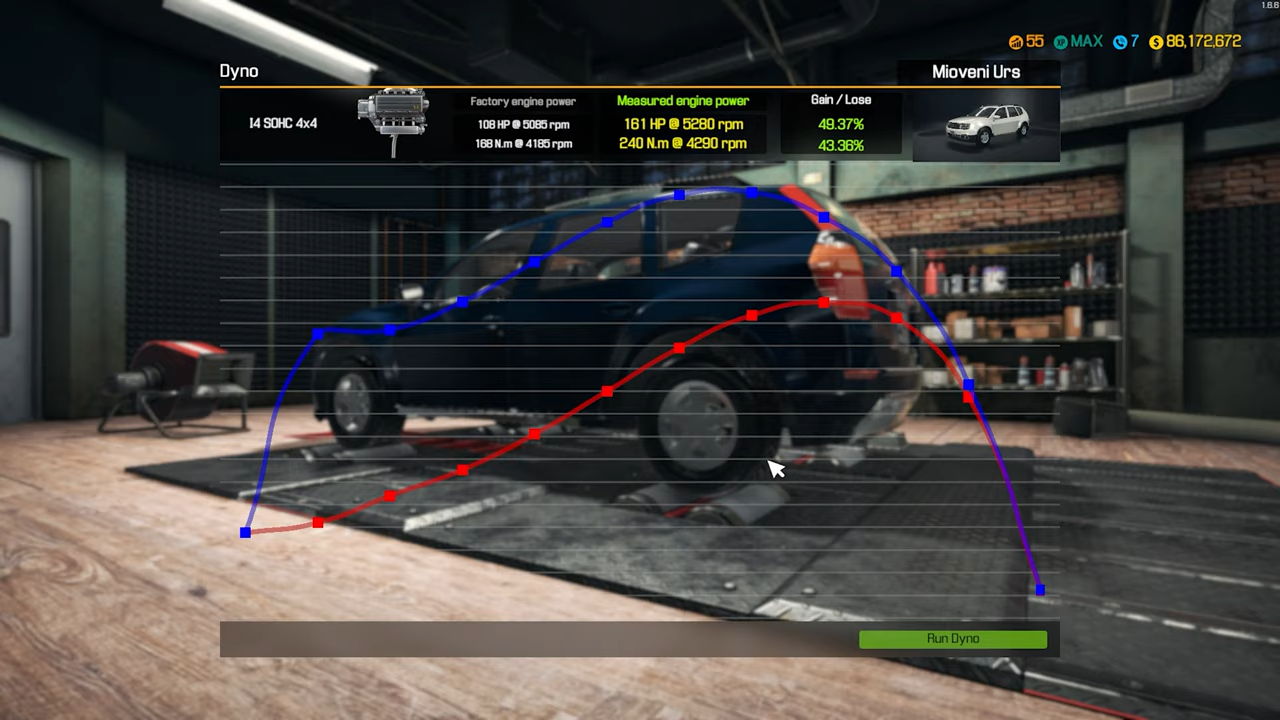 1.6.6
55 XP MAX 7 $ 86,172,672
Dyno
Mioveni Urs
I4 SOHC 4x4
Factory engine power
108 HP @ 5085 rpm
168 N.m @ 4185 rpm
Measured engine power
161 HP @ 5280 rpm
240 N.m @ 4290 rpm
Gain / Lose
49.37%
43.36%
Run Dyno